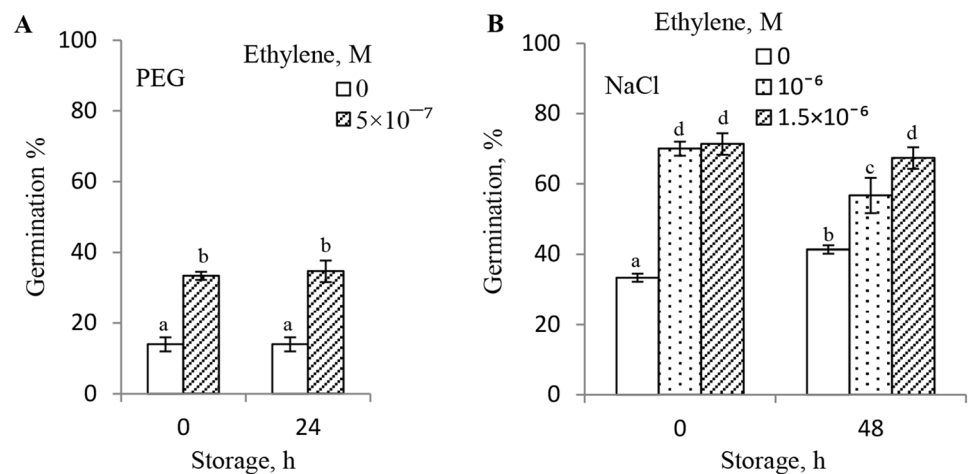 A
Ethylene, M
PEG
0
5×10⁻⁷
100
80
60
40
20
0
Germination %
a
b
a
b
0
24
Storage, h
B
Ethylene, M
NaCl
0
10⁻⁶
1.5×10⁻⁶
100
80
60
40
20
0
Germination, %
a
d
d
b
c
d
0
48
Storage, h